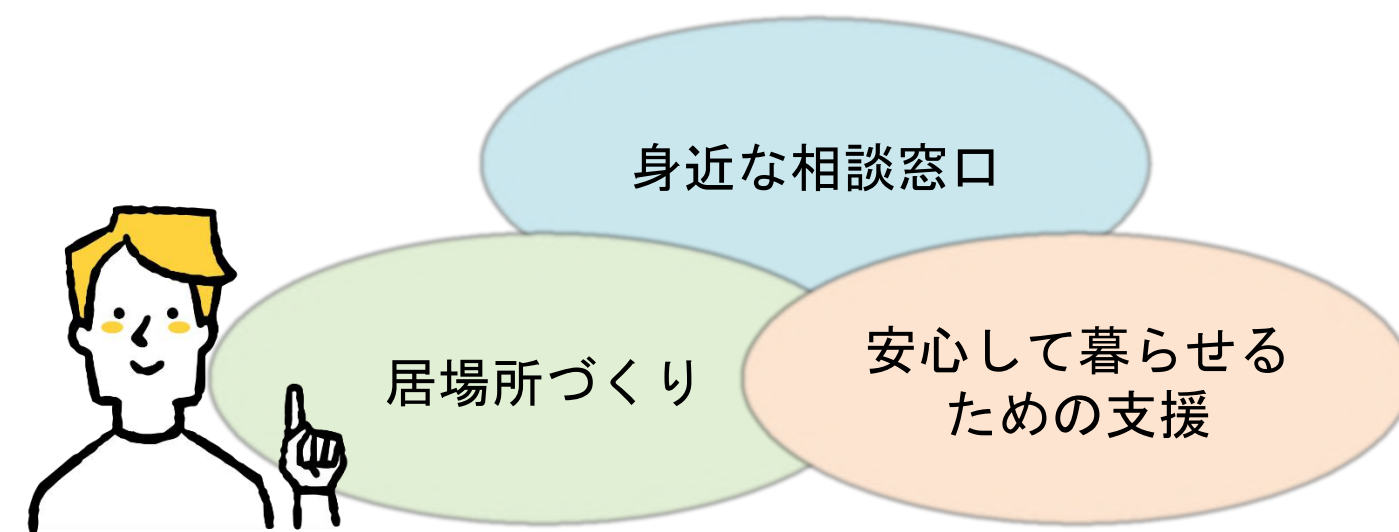 身近な相談窓口
居場所づくり
安心して暮らせる
ための支援